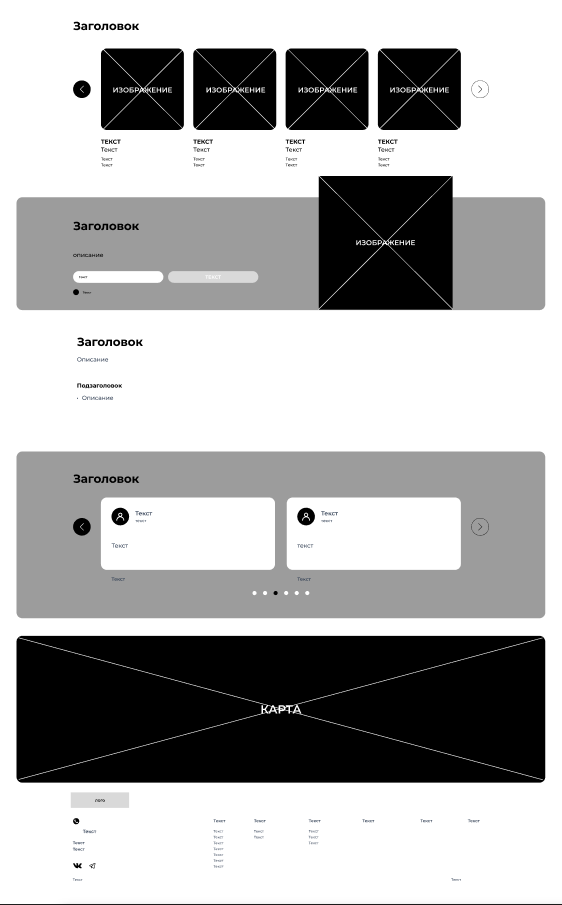 Заголовок
ИЗОБРАЖЕНИЕ ИЗОБРАЖЕНИЕ ИЗОБРАЖЕНИЕ ИЗОБРАЖЕНИЕ
ТЕКСТ ТЕКСТ ТЕКСТ ТЕКСТ
Текст Текст Текст Текст
Текст Текст Текст Текст
Текст Текст Текст Текст
Заголовок
ИЗОБРАЖЕНИЕ
описание
текст
ТЕКСТ
Заголовок
Описание
Подзаголовок
• Описание
Заголовок
Текст Текст
текст текст
Текст текст
Текст Текст
КАРТА
лого
Текст Текст Текст Текст Текст Текст
Текст
Текст Текст Текст
Текст Текст Текст
Текст Текст
Текст
Текст
Текст
Текст
Текст
Текст
Текст Текст